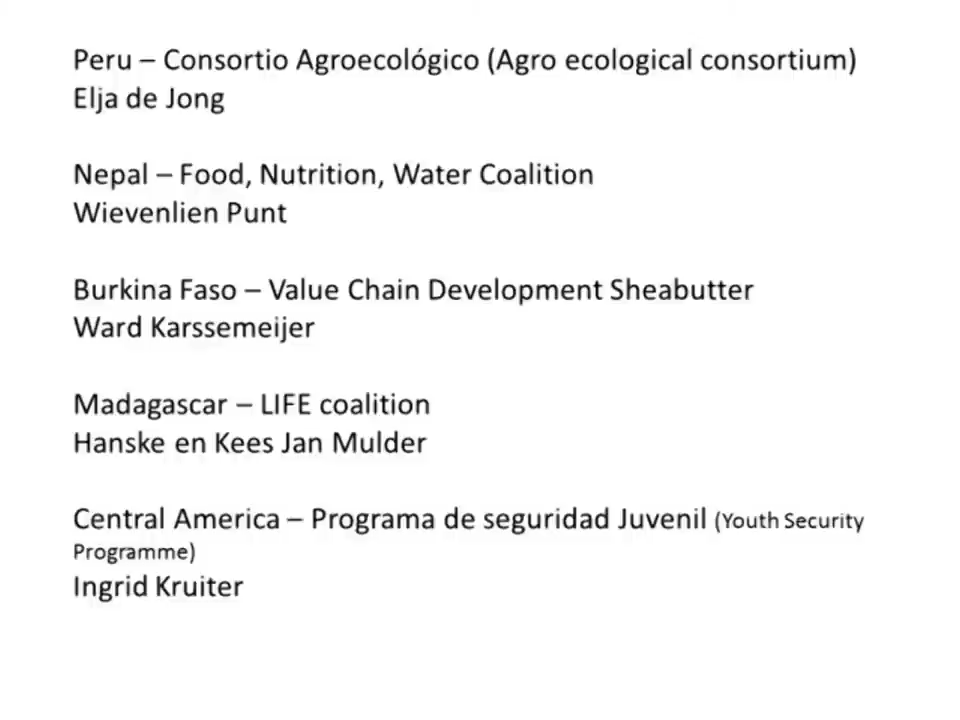 Peru – Consortio Agroecológico (Agro ecological consortium)
Elja de Jong
Nepal – Food, Nutrition, Water Coalition
Wievenlien Punt
Burkina Faso – Value Chain Development Sheabutter
Ward Karssemeijer
Madagascar – LIFE coalition
Hanske en Kees Jan Mulder
Central America – Programa de seguridad Juvenil (Youth Security
Programme)
Ingrid Kruiter